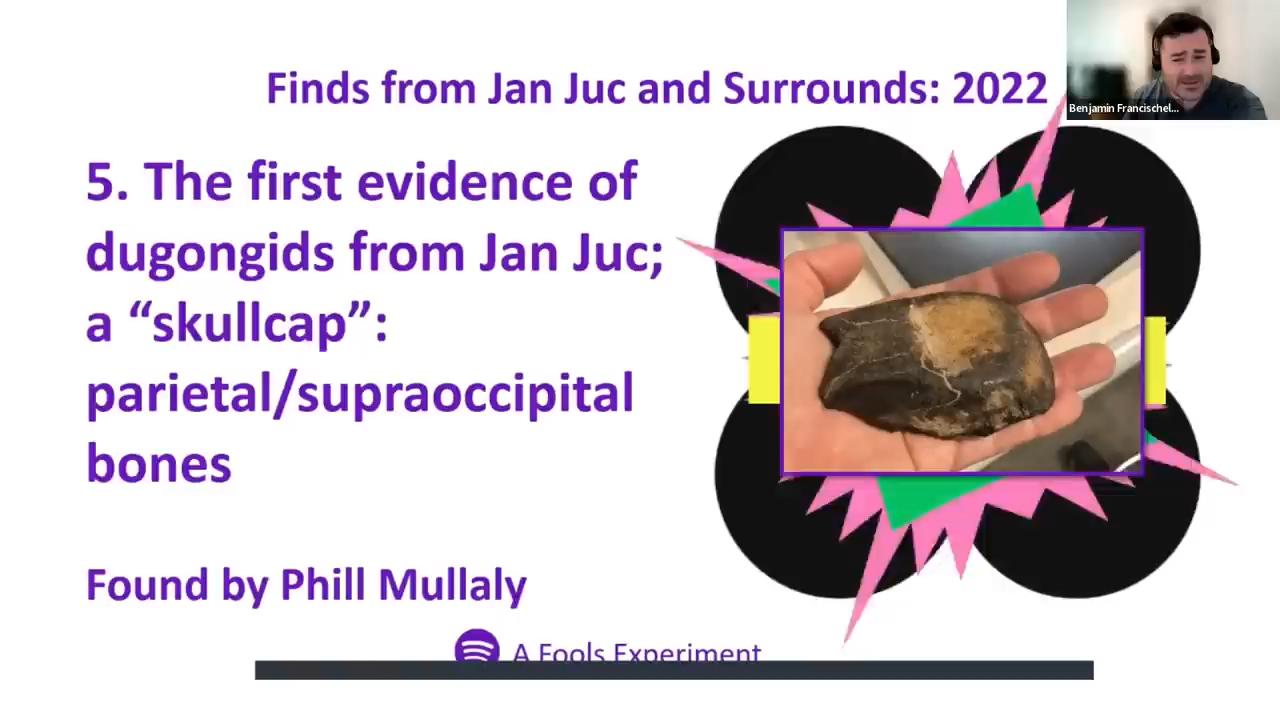 Finds from Jan Juc and Surrounds: 2022
Benjamin Francischel...
5. The first evidence of
dugongids from Jan Juc;
a “skullcap”:
parietal/supraoccipital
bones
Found by Phill Mullaly
A Fools Experiment